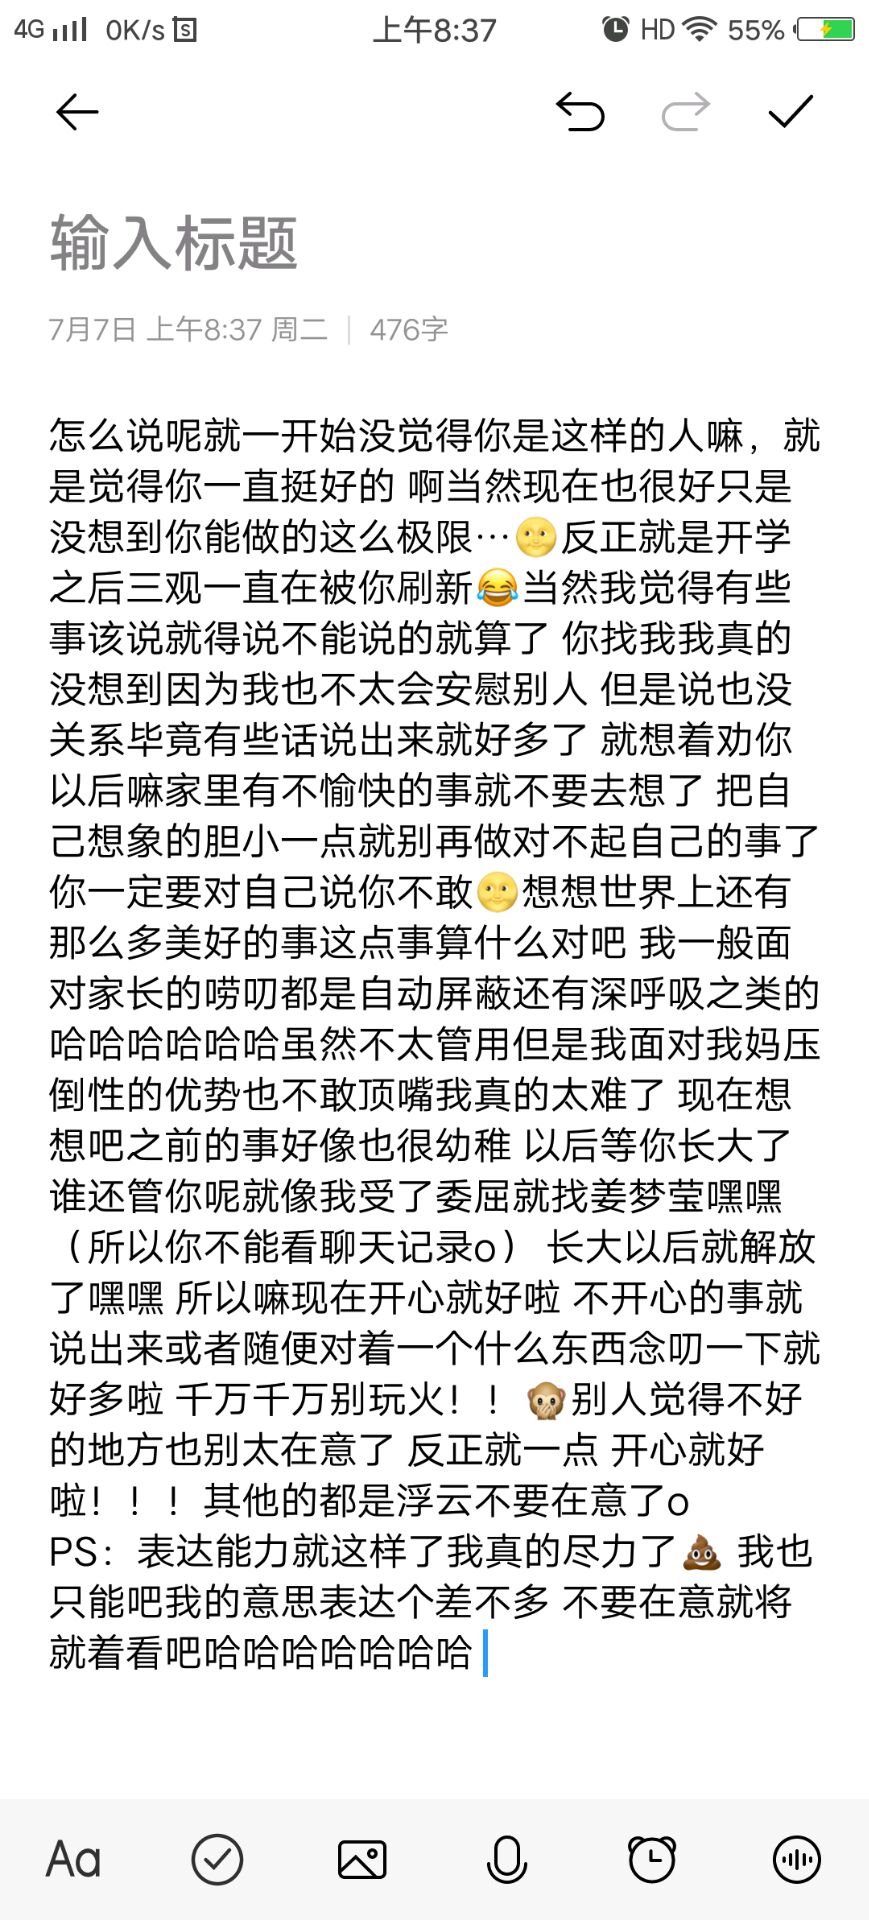 4G 0K/s S 上午8:37 HD 55%
输入标题
7月7日 上午8:37 周二 | 476字
怎么说呢就一开始没觉得你是这样的人嘛，就
是觉得你一直挺好的 啊当然现在也很好只是
没想到你能做的这么极限…🌝反正就是开学
之后三观一直在被你刷新😂当然我觉得有些
事该说就得说不能说的就算了 你找我我真的
没想到因为我也不太会安慰别人 但是说也没
关系毕竟有些话说出来就好多了 就想着劝你
以后嘛家里有不愉快的事就不要去想了 把自
己想象的胆小一点就别再做对不起自己的事了
你一定要对自己说你不敢🌝想想世界上还有
那么多美好的事这点事算什么对吧 我一般面
对家长的唠叨都是自动屏蔽还有深呼吸之类的
哈哈哈哈哈哈虽然不太管用但是我面对我妈压
倒性的优势也不敢顶嘴我真的太难了 现在想
想吧之前的事好像也很幼稚 以后等你长大了
谁还管你呢就像我受了委屈就找姜梦莹嘿嘿
（所以你不能看聊天记录o） 长大以后就解放
了嘿嘿 所以嘛现在开心就好啦 不开心的事就
说出来或者随便对着一个什么东西念叨一下就
好多啦 千万千万别玩火！！🙊别人觉得不好
的地方也别太在意了 反正就一点 开心就好
啦！！！其他的都是浮云不要在意了o
PS：表达能力就这样了我真的尽力了💩 我也
只能吧我的意思表达个差不多 不要在意就将
就着看吧哈哈哈哈哈哈哈
Aa